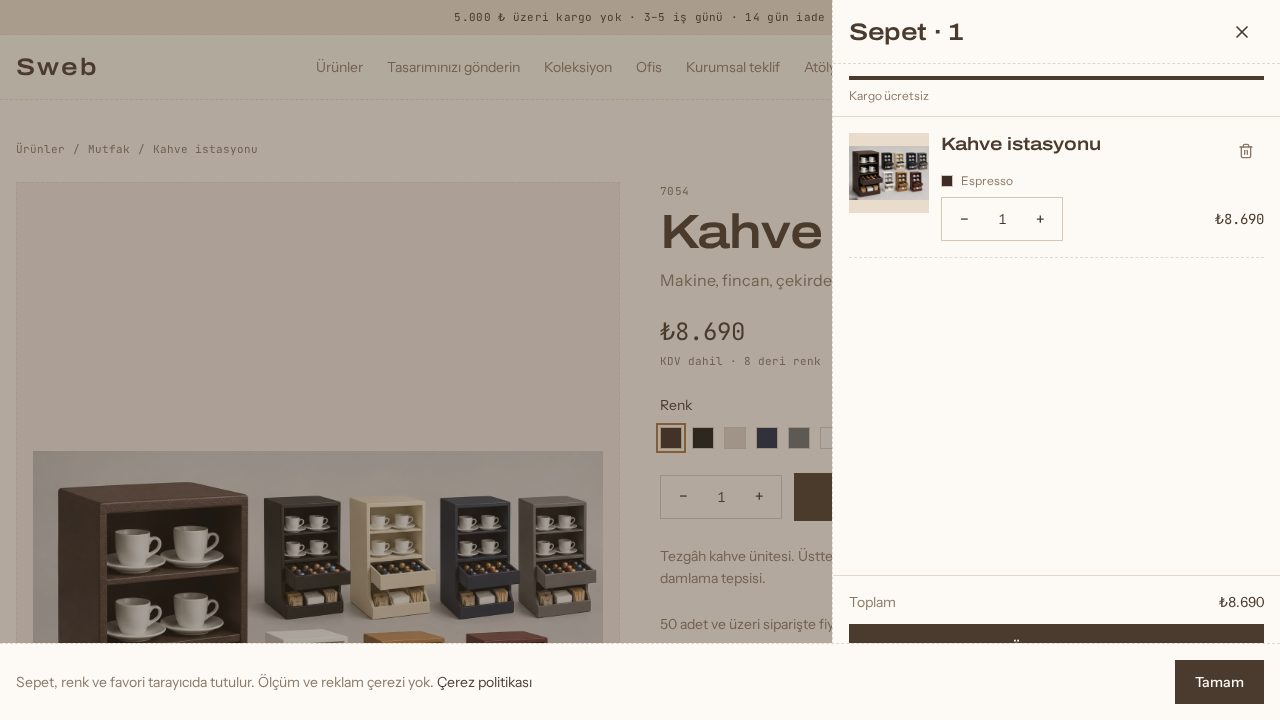 5.000 ₺ üzeri kargo yok · 3–5 iş günü · 14 gün iade
Sweb
Ürünler
Tasarımınızı gönderin
Koleksiyon
Ofis
Kurumsal teklif
Ürünler / Mutfak / Kahve istasyonu
7054
Kahve
Makine, fincan,
₺8.690
KDV dahil · 8 deri renk
Renk
− 1 +
Tezgâh kahve ünitesi. Üstte
damlama tepsisi.
50 adet ve üzeri siparişte
Sepet · 1
Kargo ücretsiz
Kahve istasyonu
Espresso
− 1 +
₺8.690
Toplam
₺8.690
Sepet, renk ve favori tarayıcıda tutulur. Ölçüm ve reklam çerezi yok. Çerez politikası
Tamam